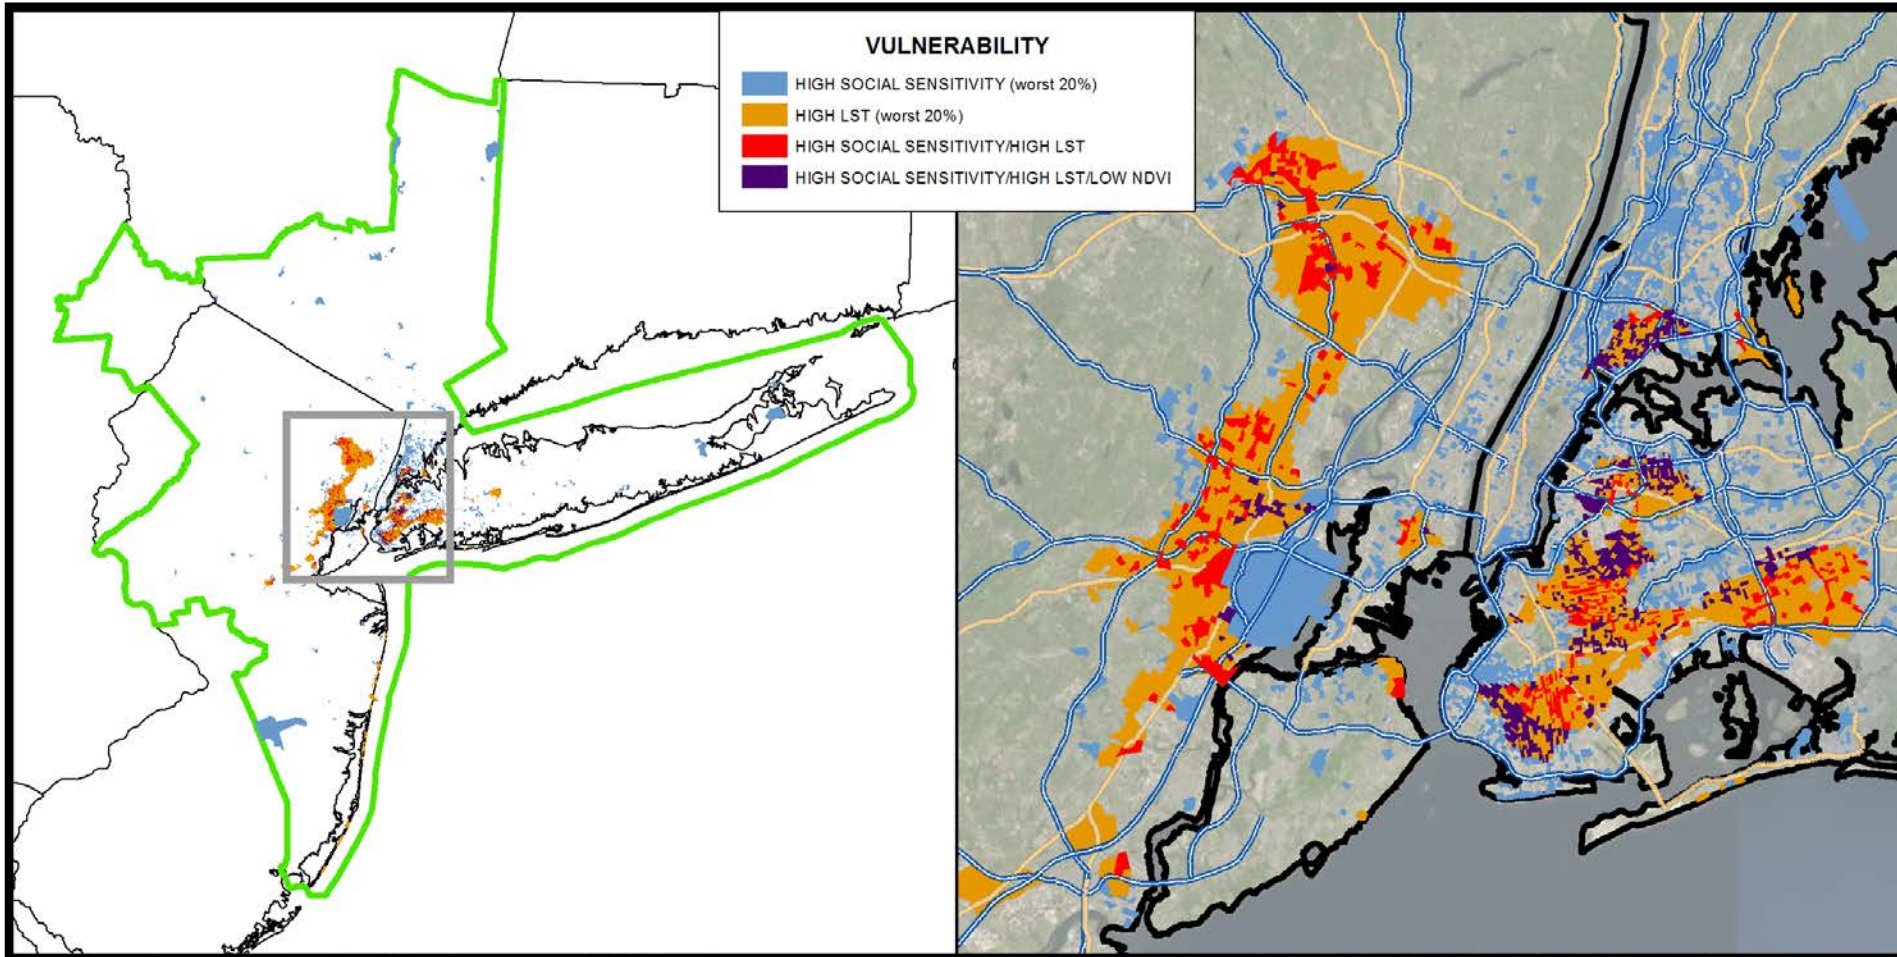 VULNERABILITY
HIGH SOCIAL SENSITIVITY (worst 20%)
HIGH LST (worst 20%)
HIGH SOCIAL SENSITIVITY/HIGH LST
HIGH SOCIAL SENSITIVITY/HIGH LST/LOW NDVI